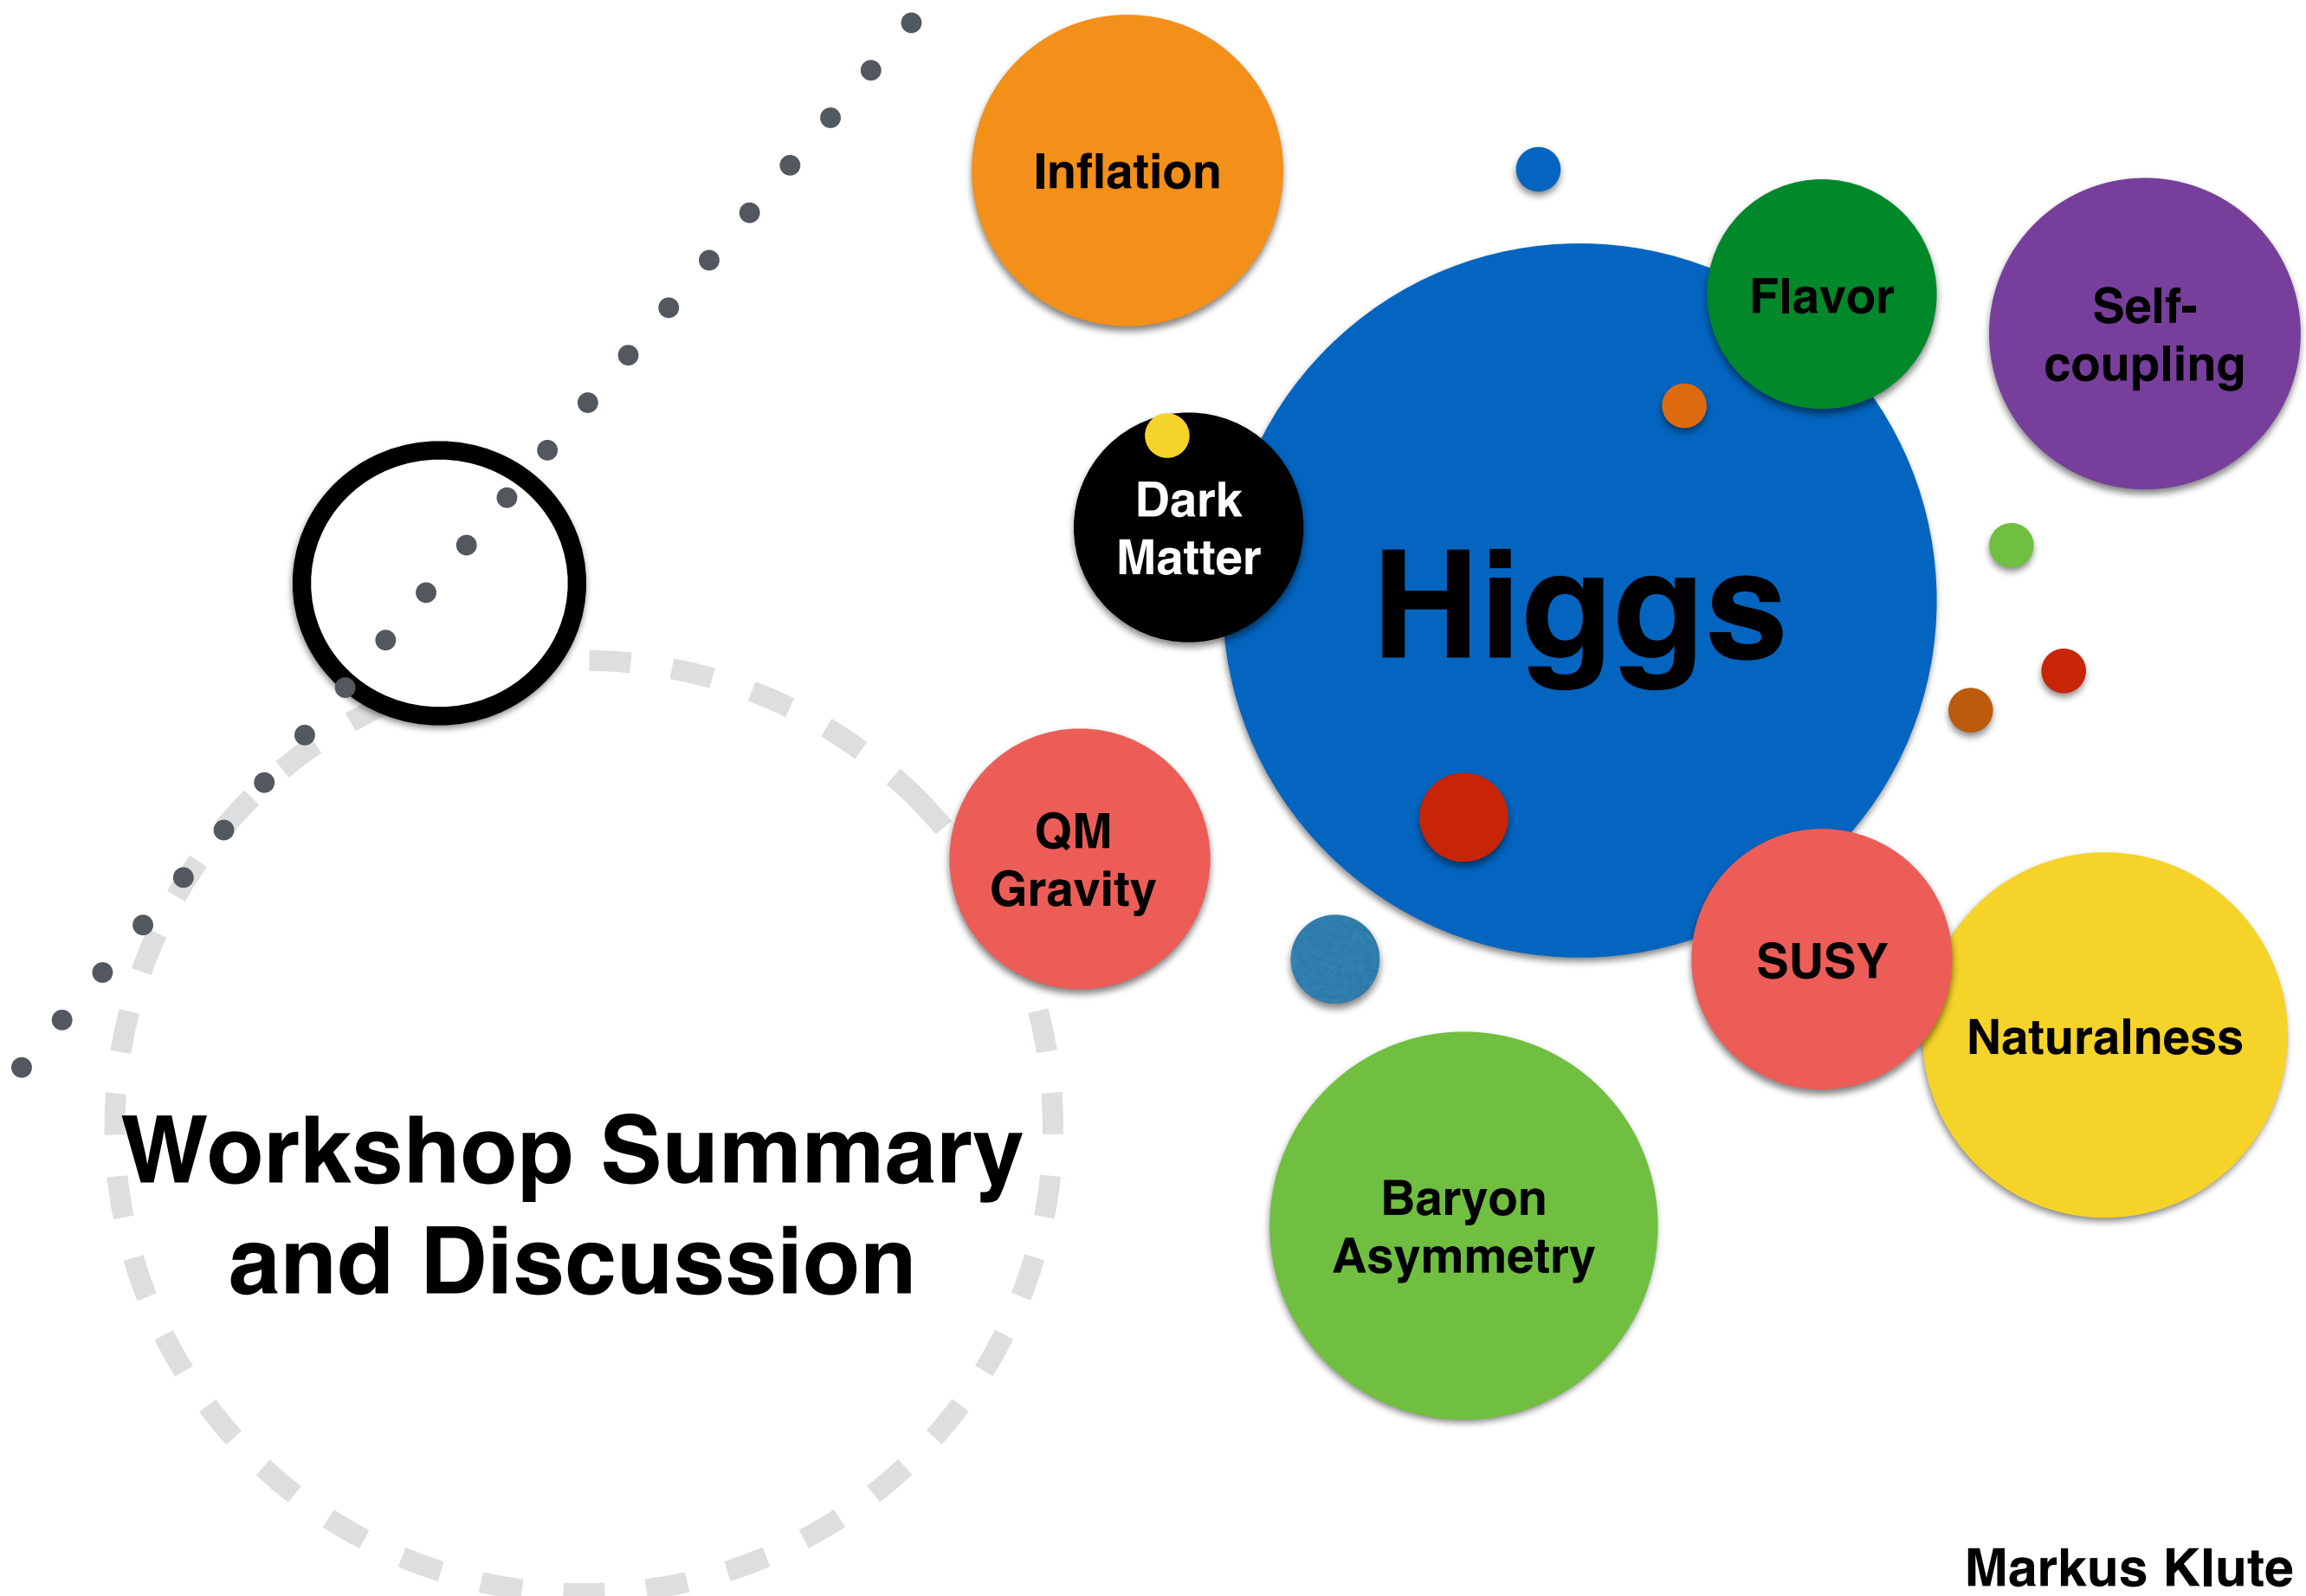 Inflation
Flavor
Self-
coupling
Dark
Matter
Higgs
QM
Gravity
SUSY
Naturalness
Workshop Summary
and Discussion
Baryon
Asymmetry
Markus Klute